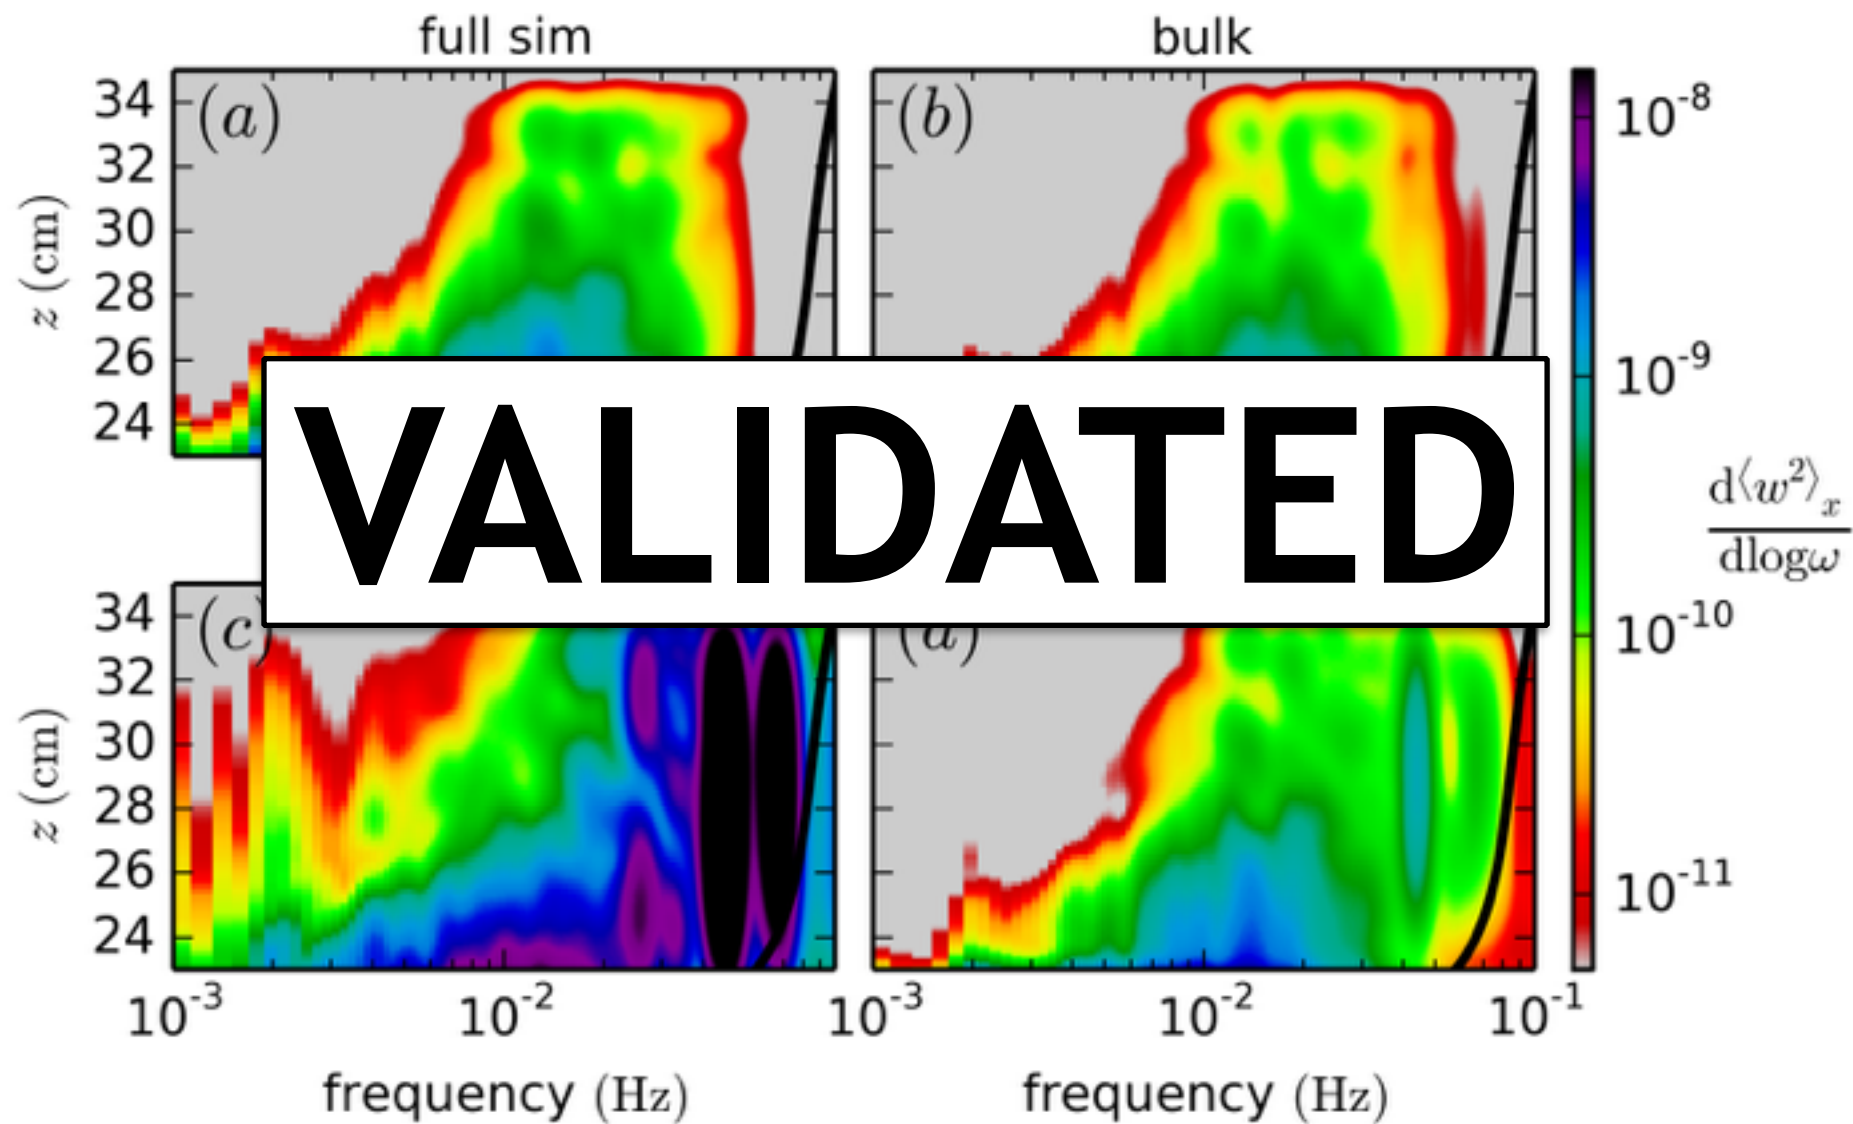 full sim
bulk
(a)
(b)
34
32
30
28
26
24
z (cm)
10^-8
10^-9
10^-10
10^-11
d⟨w²⟩ₓ
dlogω
VALIDATED
(c)
(d)
34
32
30
28
26
24
z (cm)
10^-3
10^-2
10^-3
10^-2
10^-1
frequency (Hz)
frequency (Hz)